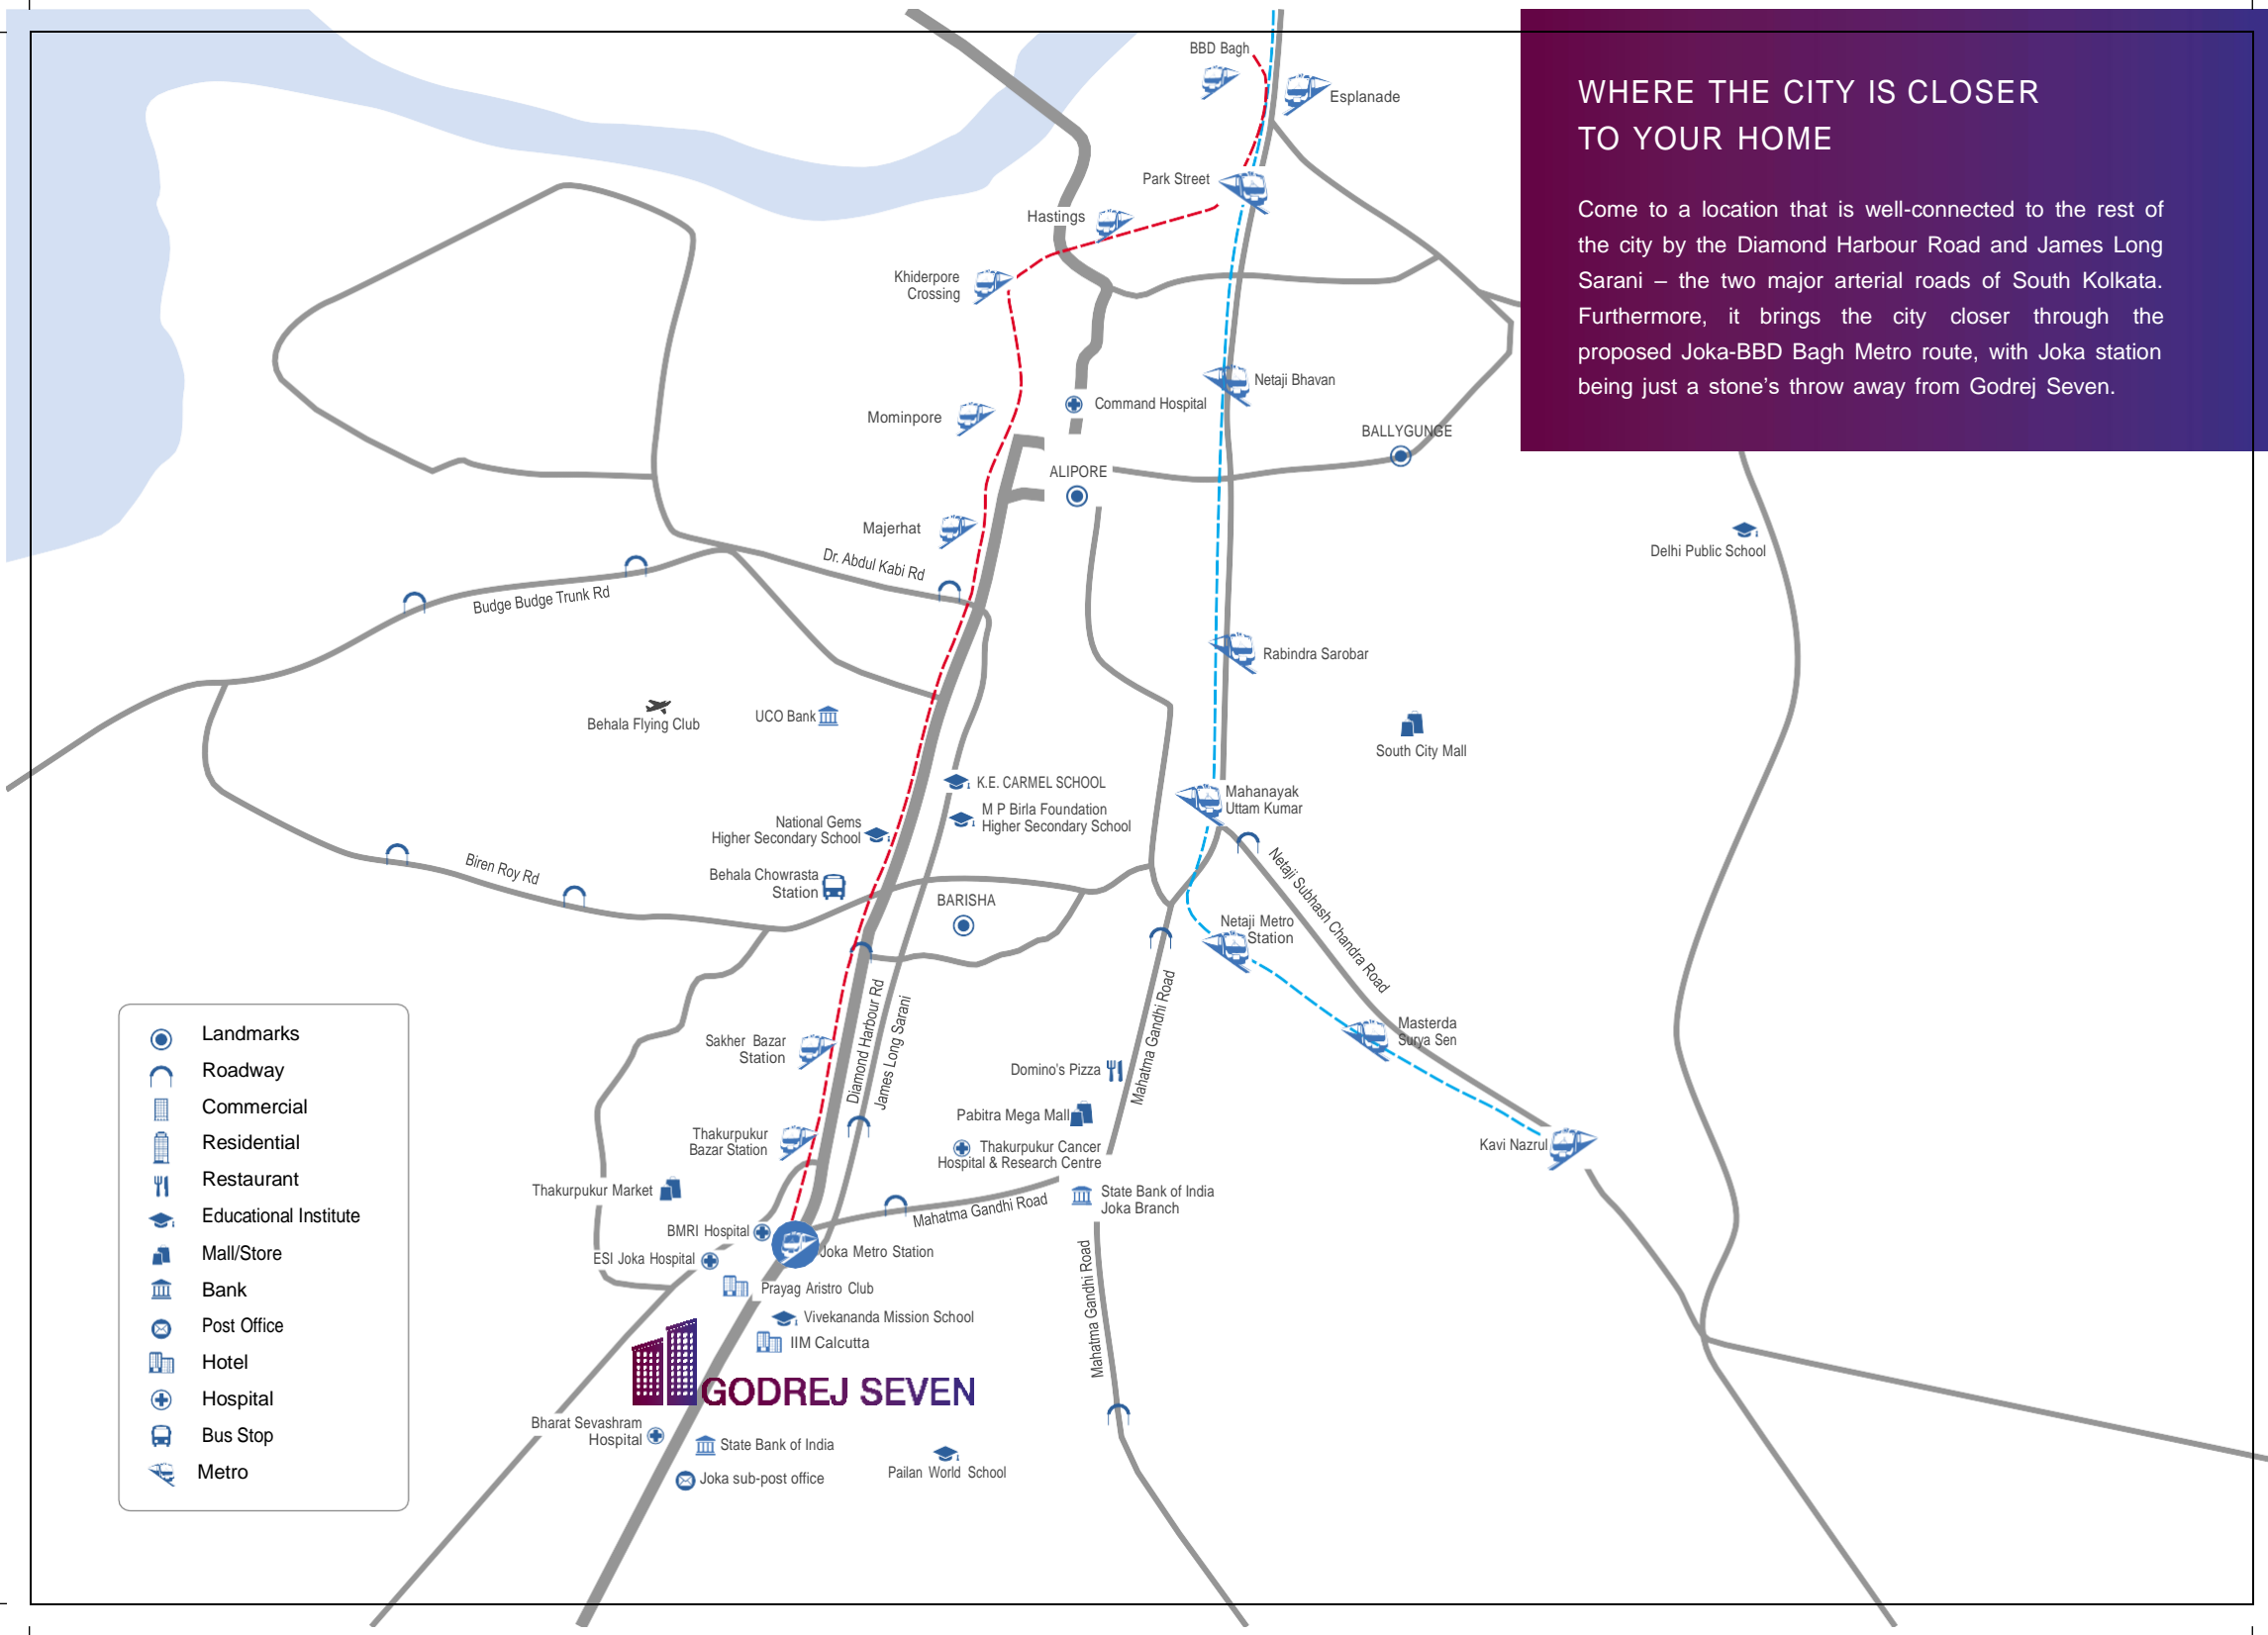 WHERE THE CITY IS CLOSER
TO YOUR HOME
Come to a location that is well-connected to the rest of
the city by the Diamond Harbour Road and James Long
Sarani – the two major arterial roads of South Kolkata.
Furthermore, it brings the city closer through the
proposed Joka-BBD Bagh Metro route, with Joka station
being just a stone’s throw away from Godrej Seven.
BBD Bagh
Esplanade
Park Street
Hastings
Khiderpore
Crossing
Netaji Bhavan
Command Hospital
Mominpore
BALLYGUNGE
ALIPORE
Majerhat
Delhi Public School
Dr. Abdul Kabi Rd
Budge Budge Trunk Rd
Rabindra Sarobar
Behala Flying Club
UCO Bank
South City Mall
K.E. CARMEL SCHOOL
Mahanayak
Uttam Kumar
M P Birla Foundation
Higher Secondary School
National Gems
Higher Secondary School
Biren Roy Rd
Behala Chowrasta
Station
BARISHA
Netaji Subhash Chandra Road
Netaji Metro
Station
Mahatma Gandhi Road
Diamond Harbour Rd
James Long Sarani
Sakher Bazar
Station
Masterda
Surya Sen
Domino's Pizza
Pabitra Mega Mall
Thakurpukur
Bazar Station
Thakurpukur Cancer
Hospital & Research Centre
Kavi Nazrul
Thakurpukur Market
State Bank of India
Joka Branch
Mahatma Gandhi Road
BMRI Hospital
Joka Metro Station
ESI Joka Hospital
Prayag Aristro Club
Mahatma Gandhi Road
Vivekananda Mission School
IIM Calcutta
GODREJ SEVEN
Bharat Sevashram
Hospital
State Bank of India
Joka sub-post office
Pailan World School
Landmarks
Roadway
Commercial
Residential
Restaurant
Educational Institute
Mall/Store
Bank
Post Office
Hotel
Hospital
Bus Stop
Metro